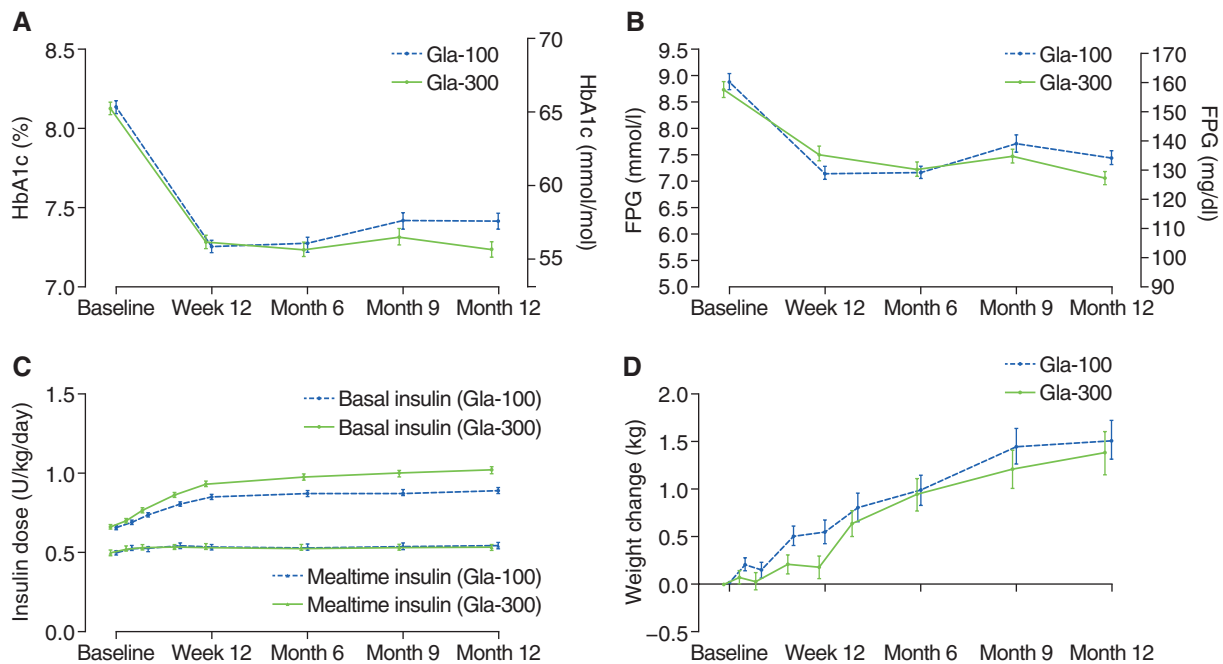 A
HbA1c (%)
8.5
8.0
7.5
7.0
Gla-100
Gla-300
70
65
60
55
HbA1c (mmol/mol)
Baseline Week 12 Month 6 Month 9 Month 12
B
FPG (mmol/l)
9.5
9.0
8.5
8.0
7.5
7.0
6.5
6.0
5.5
5.0
Gla-100
Gla-300
170
160
150
140
130
120
110
100
90
FPG (mg/dl)
Baseline Week 12 Month 6 Month 9 Month 12
C
Insulin dose (U/kg/day)
1.5
1.0
0.5
0.0
Basal insulin (Gla-100)
Basal insulin (Gla-300)
Mealtime insulin (Gla-100)
Mealtime insulin (Gla-300)
Baseline Week 12 Month 6 Month 9 Month 12
D
Weight change (kg)
2.0
1.5
1.0
0.5
0.0
−0.5
Gla-100
Gla-300
Baseline Week 12 Month 6 Month 9 Month 12